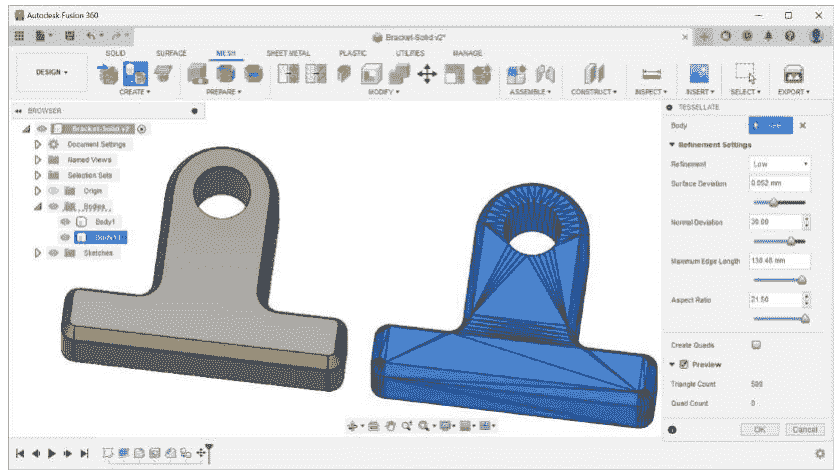 Autodesk Fusion 360
Bracket-Solid v2*
SOLID SURFACE MESH SHEET METAL PLASTIC UTILITIES MANAGE
DESIGN
CREATE PREPARE MODIFY ASSEMBLE CONSTRUCT INSPECT INSERT SELECT EXPORT
BROWSER
Bracket-Solid v2
Document Settings
Named Views
Selection Sets
Origin
Bodies
Body1
Sketches
TESSELLATE
Body
Refinement Settings
Refinement Low
Surface Deviation 0.052 mm
Normal Deviation 30.00
Maximum Edge Length 130.48 mm
Aspect Ratio 21.50
Create Quads
Preview
Triangle Count
Quad Count 0
OK Cancel